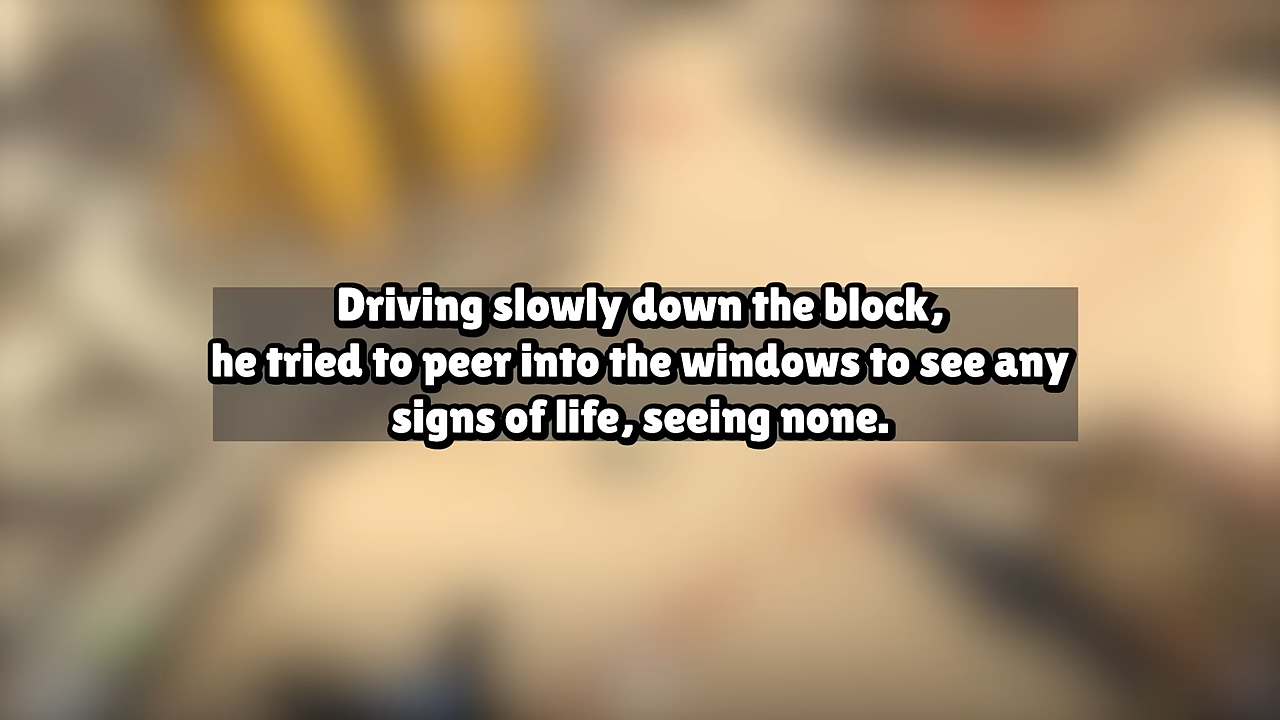 Driving slowly down the block,
he tried to peer into the windows to see any
signs of life, seeing none.